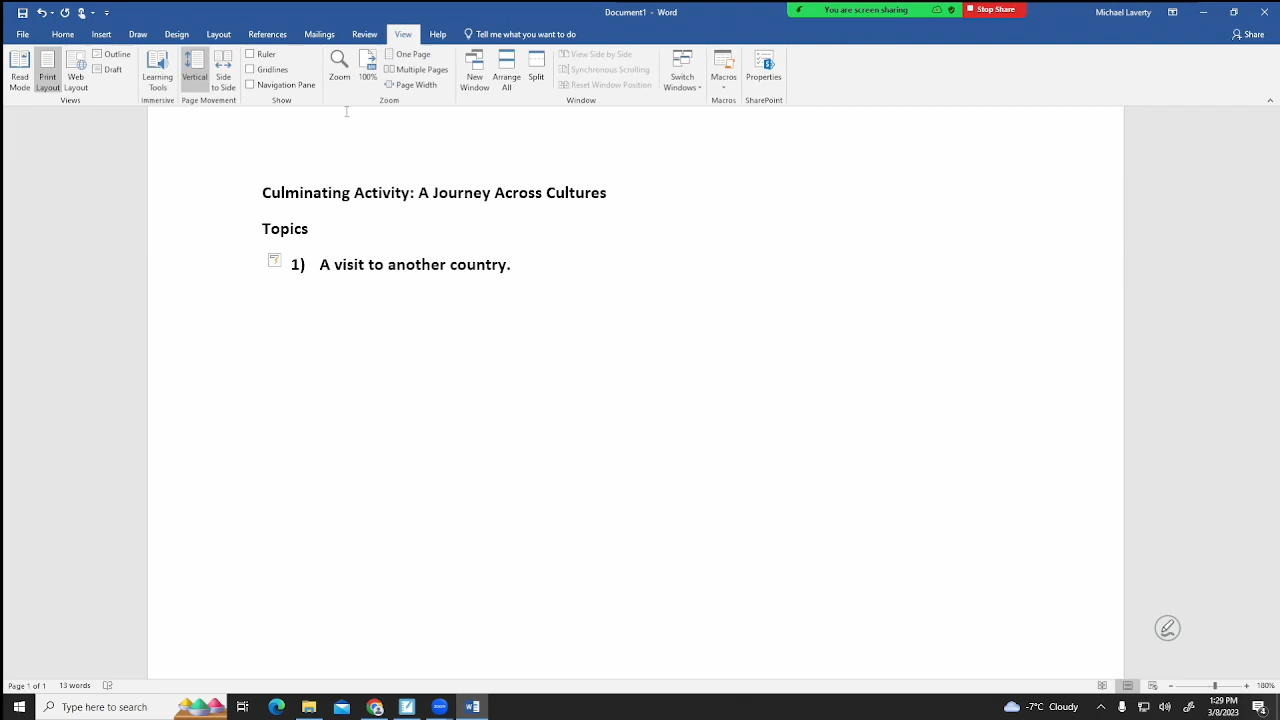 Document1 - Word
You are screen sharing
Stop Share
Michael Laverty
File Home Insert Draw Design Layout References Mailings Review View Help Tell me what you want to do
Share
Read Mode
Print Layout
Web Layout
Outline
Draft
Views
Learning Tools
Immersive
Vertical
Side to Side
Page Movement
Ruler
Gridlines
Navigation Pane
Show
Zoom
100%
One Page
Multiple Pages
Page Width
Zoom
New Window
Arrange All
Split
View Side by Side
Synchronous Scrolling
Reset Window Position
Window
Switch Windows
Macros
Macros
Properties
SharePoint
Culminating Activity: A Journey Across Cultures
Topics
1) A visit to another country.
Page 1 of 1 13 words
180%
Type here to search
zoom
7°C Cloudy
1:29 PM